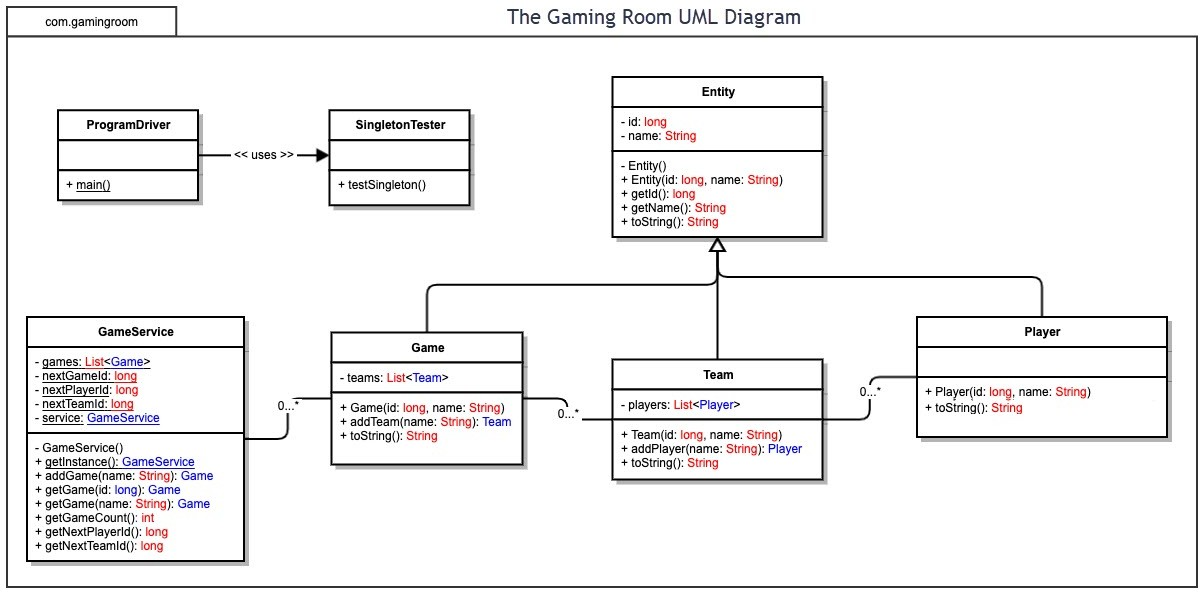 com.gamingroom
The Gaming Room UML Diagram
ProgramDriver
+ main()
<< uses >>
SingletonTester
+ testSingleton()
Entity
- id: long
- name: String
- Entity()
+ Entity(id: long, name: String)
+ getId(): long
+ getName(): String
+ toString(): String
GameService
- games: List<Game>
- nextGameId: long
- nextPlayerId: long
- nextTeamId: long
- service: GameService
- GameService()
+ getInstance(): GameService
+ addGame(name: String): Game
+ getGame(id: long): Game
+ getGame(name: String): Game
+ getGameCount(): int
+ getNextPlayerId(): long
+ getNextTeamId(): long
0...*
Game
- teams: List<Team>
+ Game(id: long, name: String)
+ addTeam(name: String): Team
+ toString(): String
0...*
Team
- players: List<Player>
+ Team(id: long, name: String)
+ addPlayer(name: String): Player
+ toString(): String
0...*
Player
+ Player(id: long, name: String)
+ toString(): String